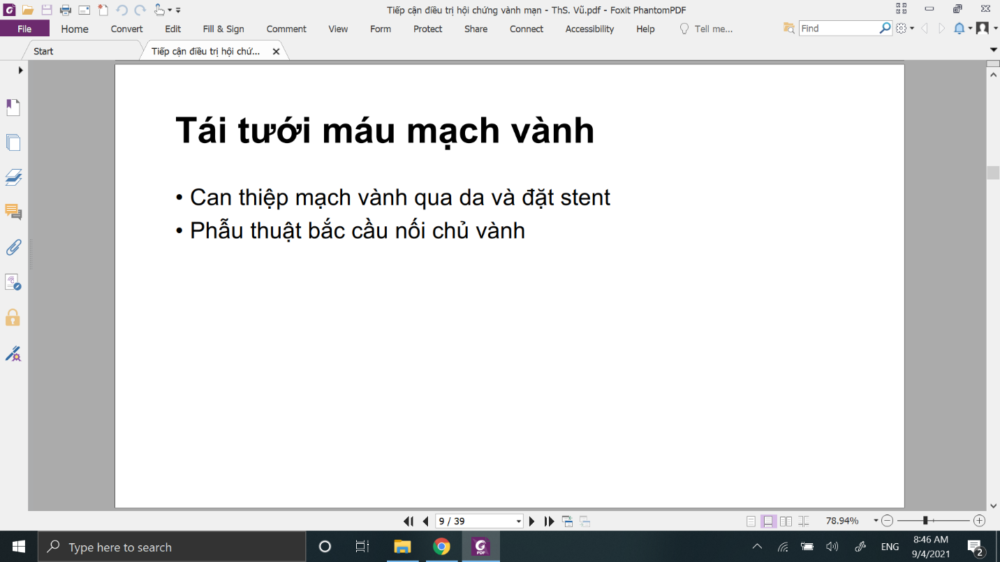 Tiếp cận điều trị hội chứng vành mạn - ThS. Vũ.pdf - Foxit PhantomPDF
File Home Convert Edit Fill & Sign Comment View Form Protect Share Connect Accessibility Help Tell me... Find
Start Tiếp cận điều trị hội chứ...
Tái tưới máu mạch vành
• Can thiệp mạch vành qua da và đặt stent
• Phẫu thuật bắc cầu nối chủ vành
9 / 39 78.94%
Type here to search
PDF
ENG
8:46 AM
9/4/2021
2